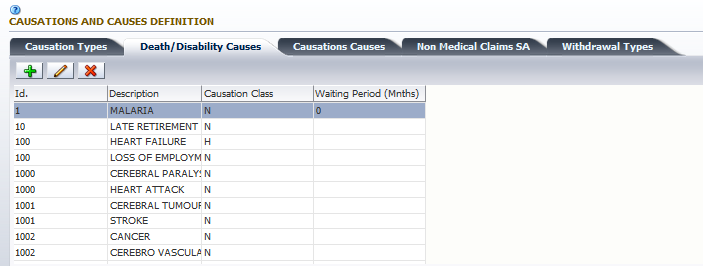 CAUSATIONS AND CAUSES DEFINITION
Causation Types Death/Disability Causes Causations Causes Non Medical Claims SA Withdrawal Types
Id. Description Causation Class Waiting Period (Mnths)
1 MALARIA N 0
10 LATE RETIREMENT N
100 HEART FAILURE H
100 LOSS OF EMPLOYM N
1000 CEREBRAL PARALYS N
1000 HEART ATTACK N
1001 CEREBRAL TUMOUR N
1001 STROKE N
1002 CANCER N
1002 CEREBRO VASCULA N